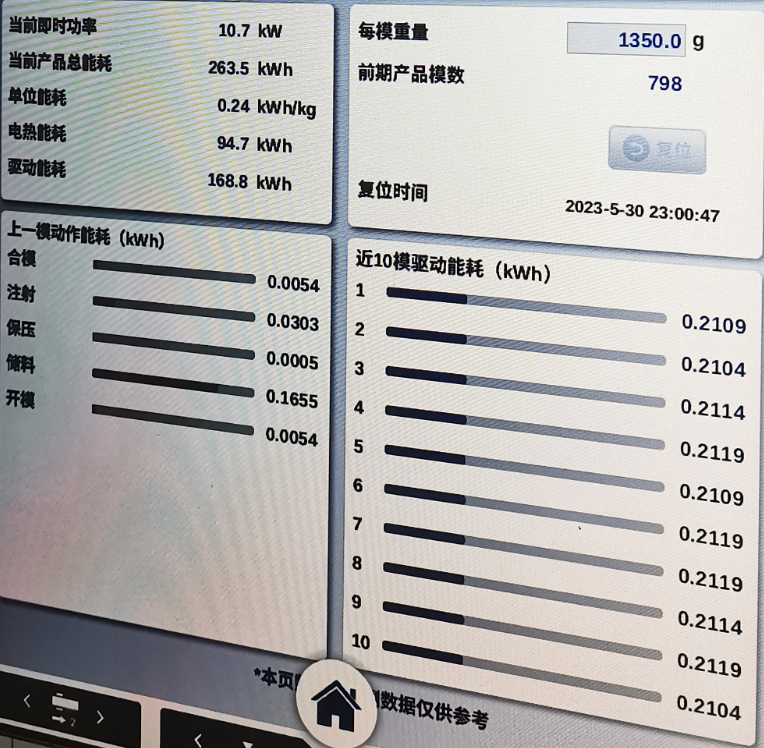 当前即时功率 10.7 kW
当前产品总能耗 263.5 kWh
单位能耗 0.24 kWh/kg
电热能耗 94.7 kWh
驱动能耗 168.8 kWh
每模重量 1350.0 g
前期产品模数 798
复位
复位时间 2023-5-30 23:00:47
上一模动作能耗（kWh）
合模 0.0054
注射 0.0303
保压 0.0005
储料 0.1655
开模 0.0054
近10模驱动能耗（kWh）
1 0.2109
2 0.2104
3 0.2114
4 0.2119
5 0.2109
6 0.2119
7 0.2119
8 0.2114
9 0.2119
10 0.2104
*本页 数据仅供参考